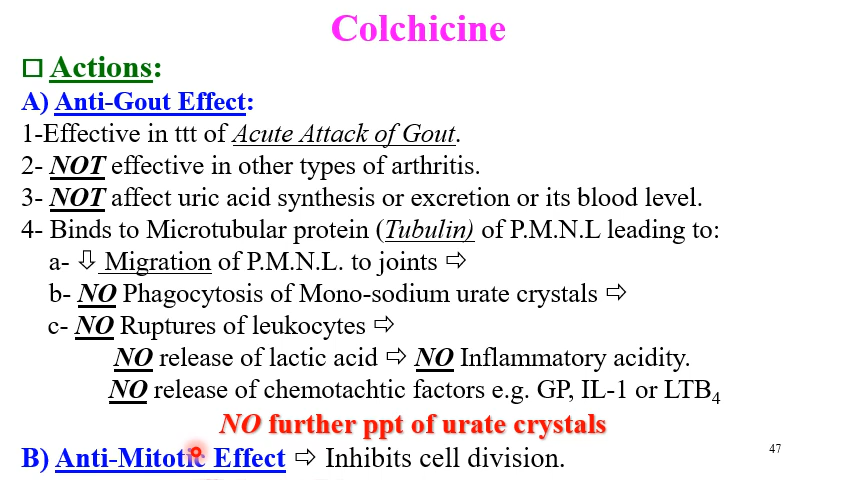 Colchicine
□ Actions:
A) Anti-Gout Effect:
1-Effective in ttt of Acute Attack of Gout.
2- NOT effective in other types of arthritis.
3- NOT affect uric acid synthesis or excretion or its blood level.
4- Binds to Microtubular protein (Tubulin) of P.M.N.L leading to:
a- ⇩ Migration of P.M.N.L. to joints ⇨
b- NO Phagocytosis of Mono-sodium urate crystals ⇨
c- NO Ruptures of leukocytes ⇨
NO release of lactic acid ⇨ NO Inflammatory acidity.
NO release of chemotachtic factors e.g. GP, IL-1 or LTB₄
NO further ppt of urate crystals
B) Anti-Mitotic Effect ⇨ Inhibits cell division.
47